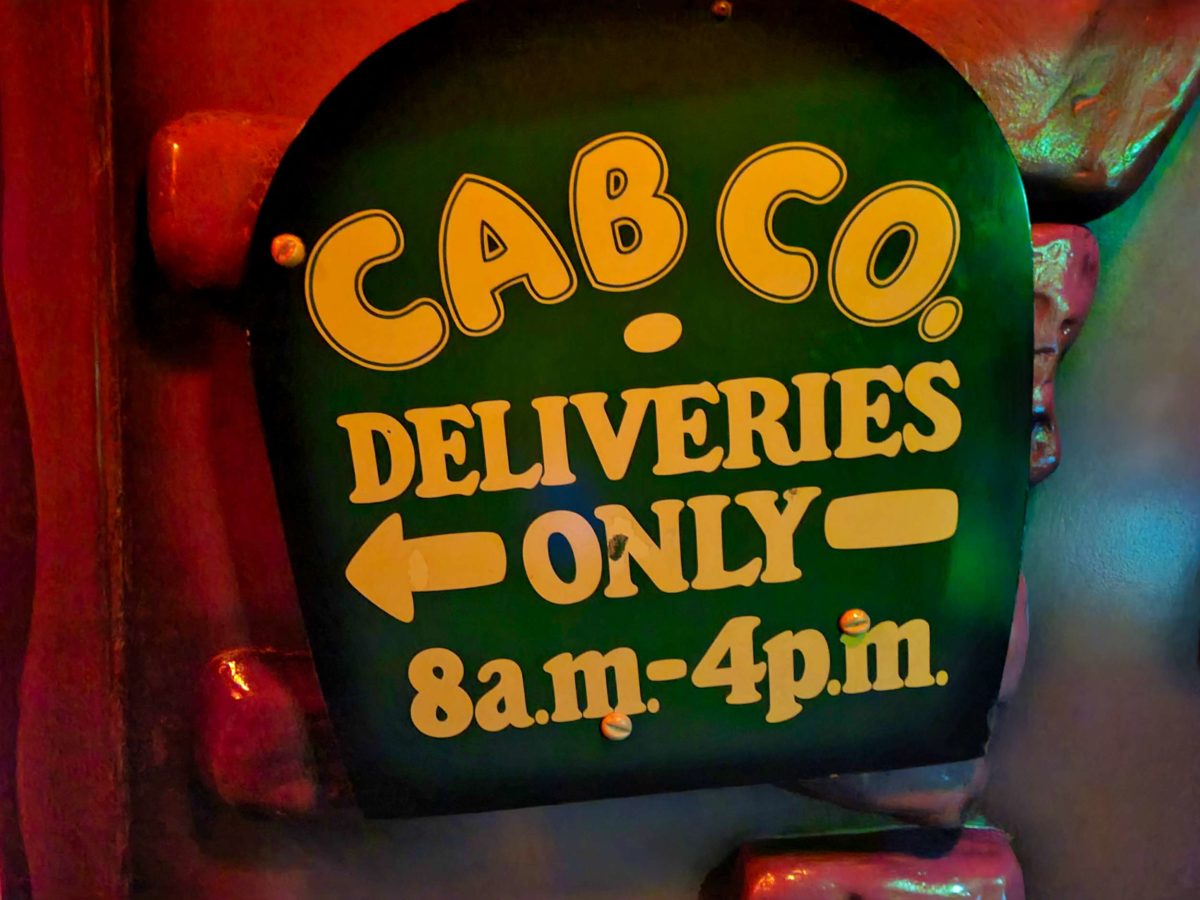 CAB CO.
DELIVERIES
ONLY
8a.m.-4p.m.